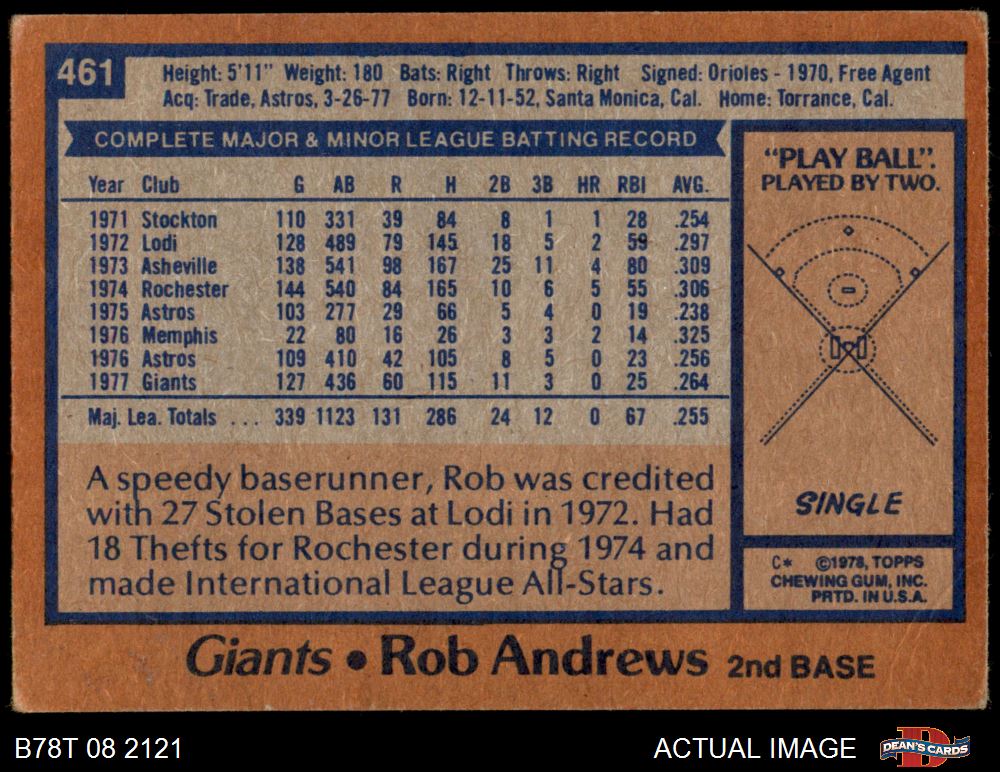 461
Height: 5'11" Weight: 180 Bats: Right Throws: Right Signed: Orioles - 1970, Free Agent
Acq: Trade, Astros, 3-26-77 Born: 12-11-52, Santa Monica, Cal. Home: Torrance, Cal.
COMPLETE MAJOR & MINOR LEAGUE BATTING RECORD
Year Club G AB R H 2B 3B HR RBI AVG.
1971 Stockton 110 331 39 84 8 1 1 28 .254
1972 Lodi 128 489 79 145 18 5 2 59 .297
1973 Asheville 138 541 98 167 25 11 4 80 .309
1974 Rochester 144 540 84 165 10 6 5 55 .306
1975 Astros 103 277 29 66 5 4 0 19 .238
1976 Memphis 22 80 16 26 3 3 2 14 .325
1976 Astros 109 410 42 105 8 5 0 23 .256
1977 Giants 127 436 60 115 11 3 0 25 .264
Maj. Lea. Totals ... 339 1123 131 286 24 12 0 67 .255
A speedy baserunner, Rob was credited
with 27 Stolen Bases at Lodi in 1972. Had
18 Thefts for Rochester during 1974 and
made International League All-Stars.
"PLAY BALL".
PLAYED BY TWO.
SINGLE
C* ©1978, TOPPS
CHEWING GUM, INC.
PRTD. IN U.S.A.
Giants • Rob Andrews 2nd BASE
B78T 08 2121
ACTUAL IMAGE
D
DEAN'S CARDS